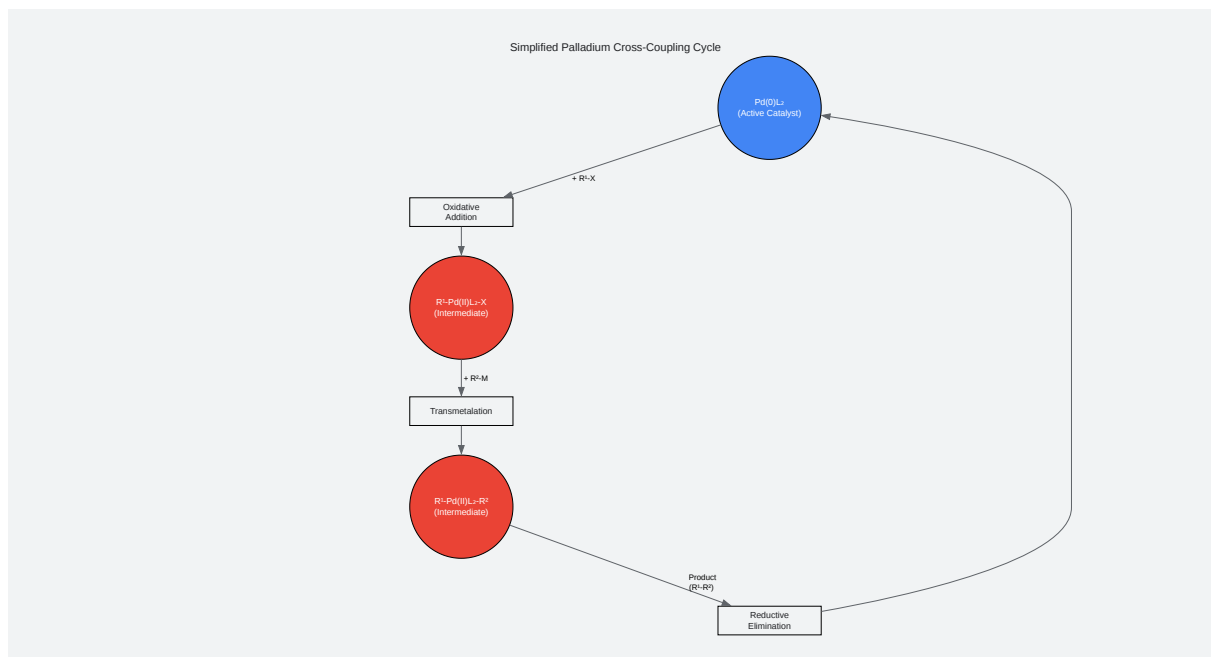 Simplified Palladium Cross-Coupling Cycle
Pd(0)L₂
(Active Catalyst)
+ R¹-X
Oxidative
Addition
R¹-Pd(II)L₂-X
(Intermediate)
+ R²-M
Transmetalation
R¹-Pd(II)L₂-R²
(Intermediate)
Product
(R¹-R²)
Reductive
Elimination